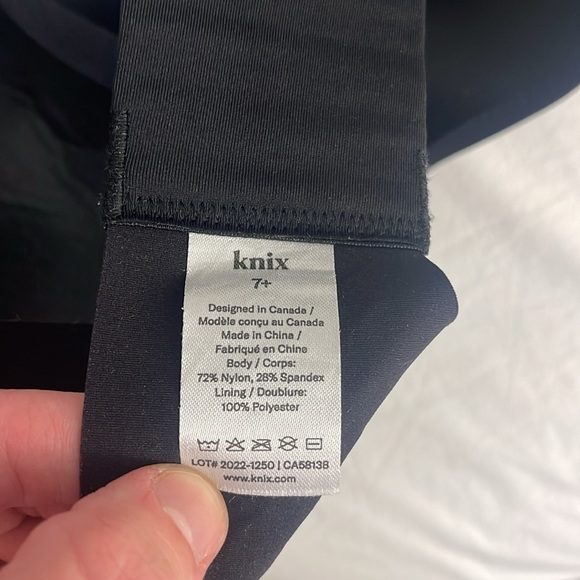 knix
7+
Designed in Canada /
Modèle conçu au Canada
Made in China /
Fabriqué en Chine
Body / Corps:
72% Nylon, 28% Spandex
Lining / Doublure:
100% Polyester
LOT# 2022-1250 | CA58138
www.knix.com